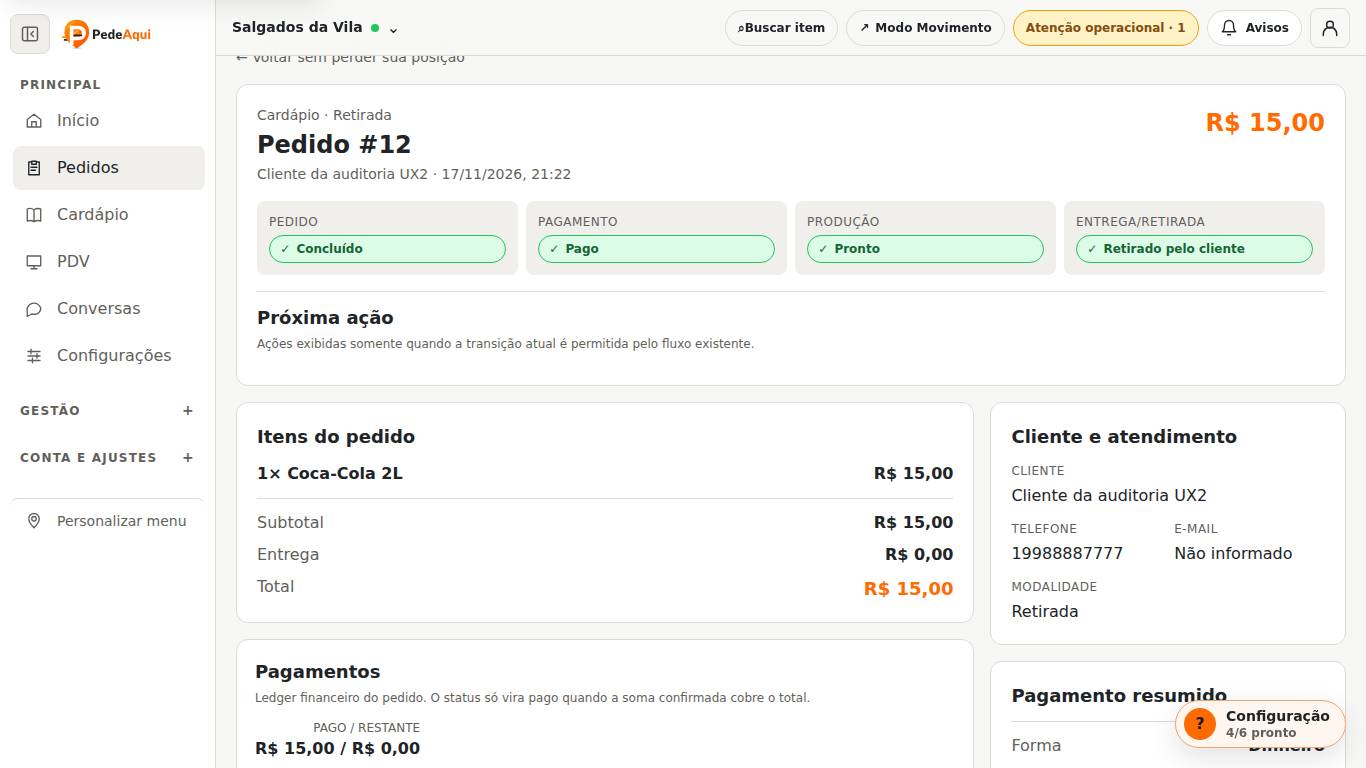 PedeAqui
Salgados da Vila
Buscar item
↗ Modo Movimento
Atenção operacional · 1
Avisos
PRINCIPAL
Início
Pedidos
Cardápio
PDV
Conversas
Configurações
GESTÃO +
CONTA E AJUSTES +
Personalizar menu
← Voltar sem perder sua posição
Cardápio · Retirada
Pedido #12
R$ 15,00
Cliente da auditoria UX2 · 17/11/2026, 21:22
PEDIDO
✓ Concluído
PAGAMENTO
✓ Pago
PRODUÇÃO
✓ Pronto
ENTREGA/RETIRADA
✓ Retirado pelo cliente
Próxima ação
Ações exibidas somente quando a transição atual é permitida pelo fluxo existente.
Itens do pedido
1× Coca-Cola 2L R$ 15,00
Subtotal R$ 15,00
Entrega R$ 0,00
Total R$ 15,00
Pagamentos
Ledger financeiro do pedido. O status só vira pago quando a soma confirmada cobre o total.
PAGO / RESTANTE
R$ 15,00 / R$ 0,00
Cliente e atendimento
CLIENTE
Cliente da auditoria UX2
TELEFONE E-MAIL
19988887777 Não informado
MODALIDADE
Retirada
Pagamento resumido
Forma Dinheiro
?
Configuração
4/6 pronto